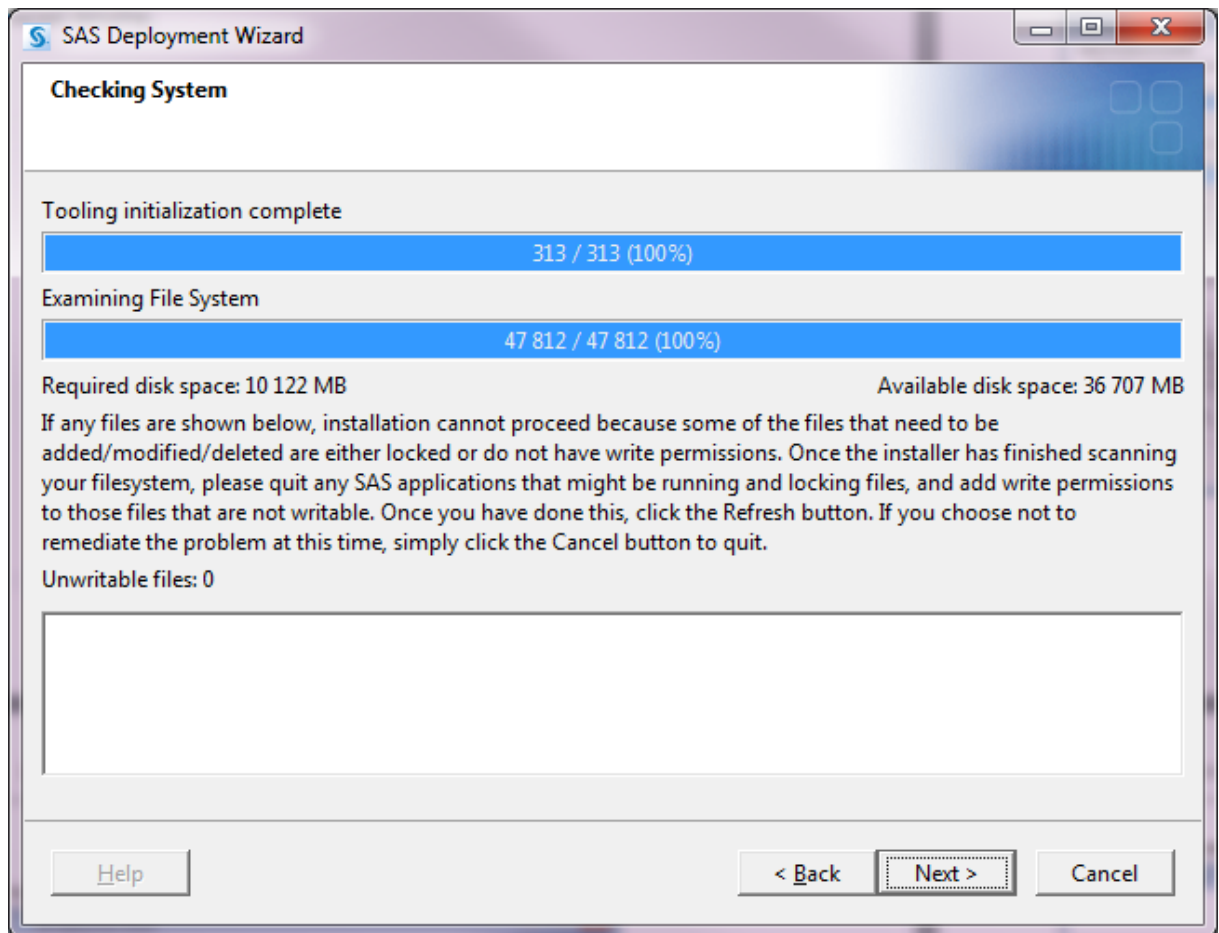 SAS Deployment Wizard
Checking System
Tooling initialization complete
313 / 313 (100%)
Examining File System
47 812 / 47 812 (100%)
Required disk space: 10 122 MB
Available disk space: 36 707 MB
If any files are shown below, installation cannot proceed because some of the files that need to be
added/modified/deleted are either locked or do not have write permissions. Once the installer has finished scanning
your filesystem, please quit any SAS applications that might be running and locking files, and add write permissions
to those files that are not writable. Once you have done this, click the Refresh button. If you choose not to
remediate the problem at this time, simply click the Cancel button to quit.
Unwritable files: 0
Help
< Back
Next >
Cancel